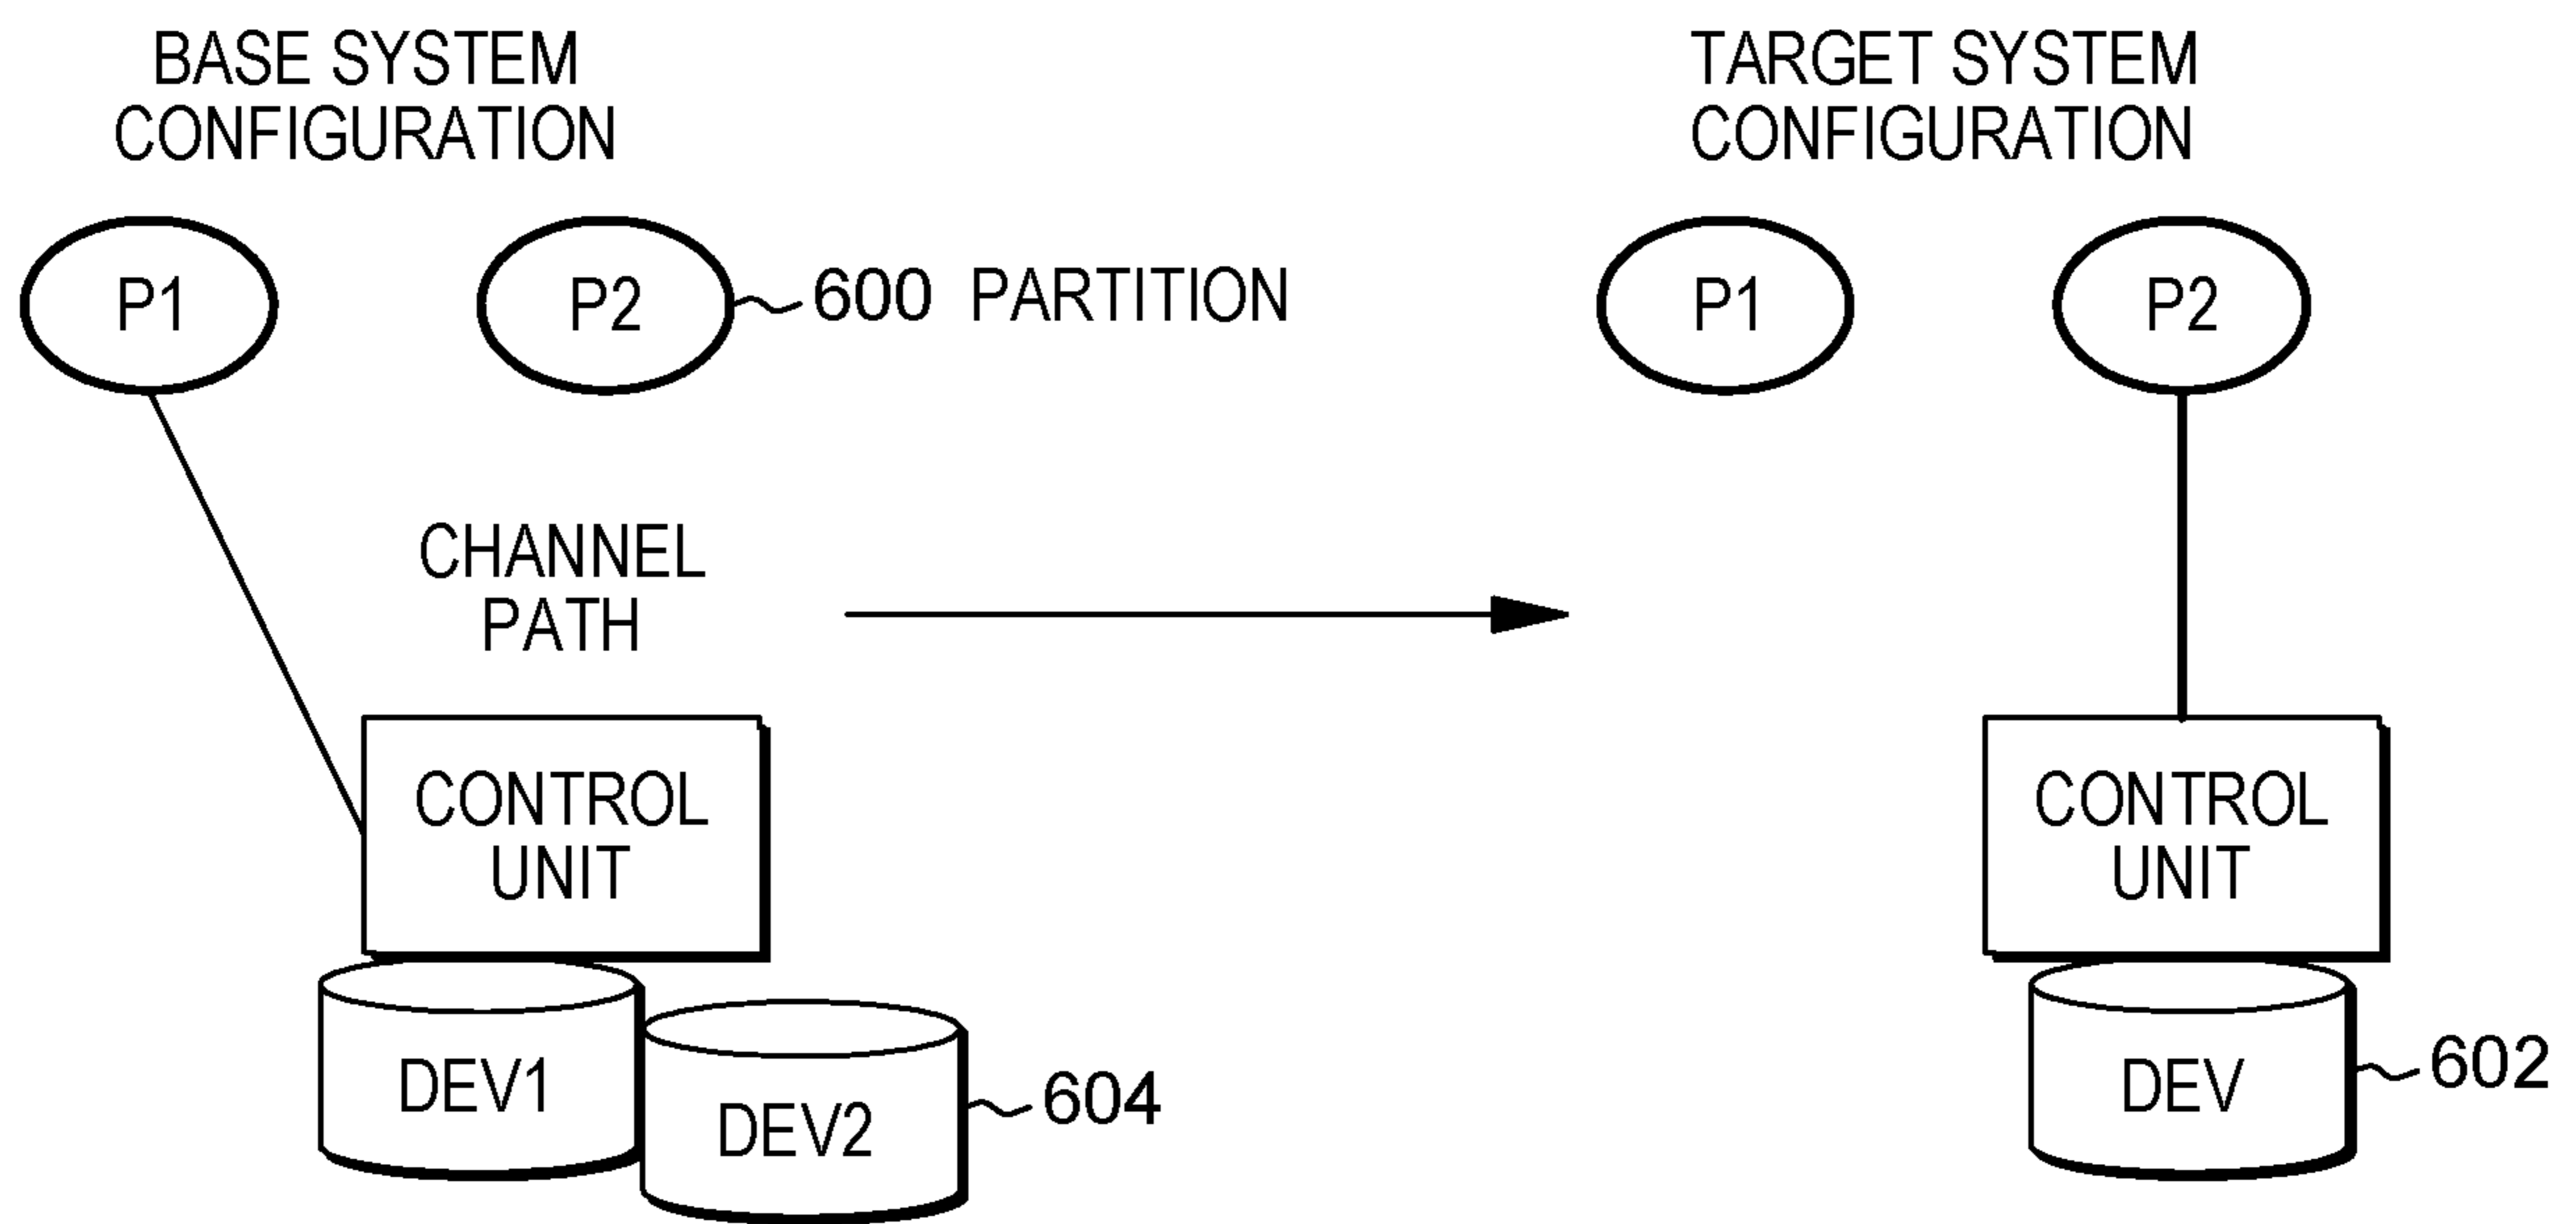 BASE SYSTEM
CONFIGURATION
TARGET SYSTEM
CONFIGURATION
P1
P2
600 PARTITION
P1
P2
CHANNEL
PATH
CONTROL
UNIT
CONTROL
UNIT
DEV1
DEV2
604
DEV
602